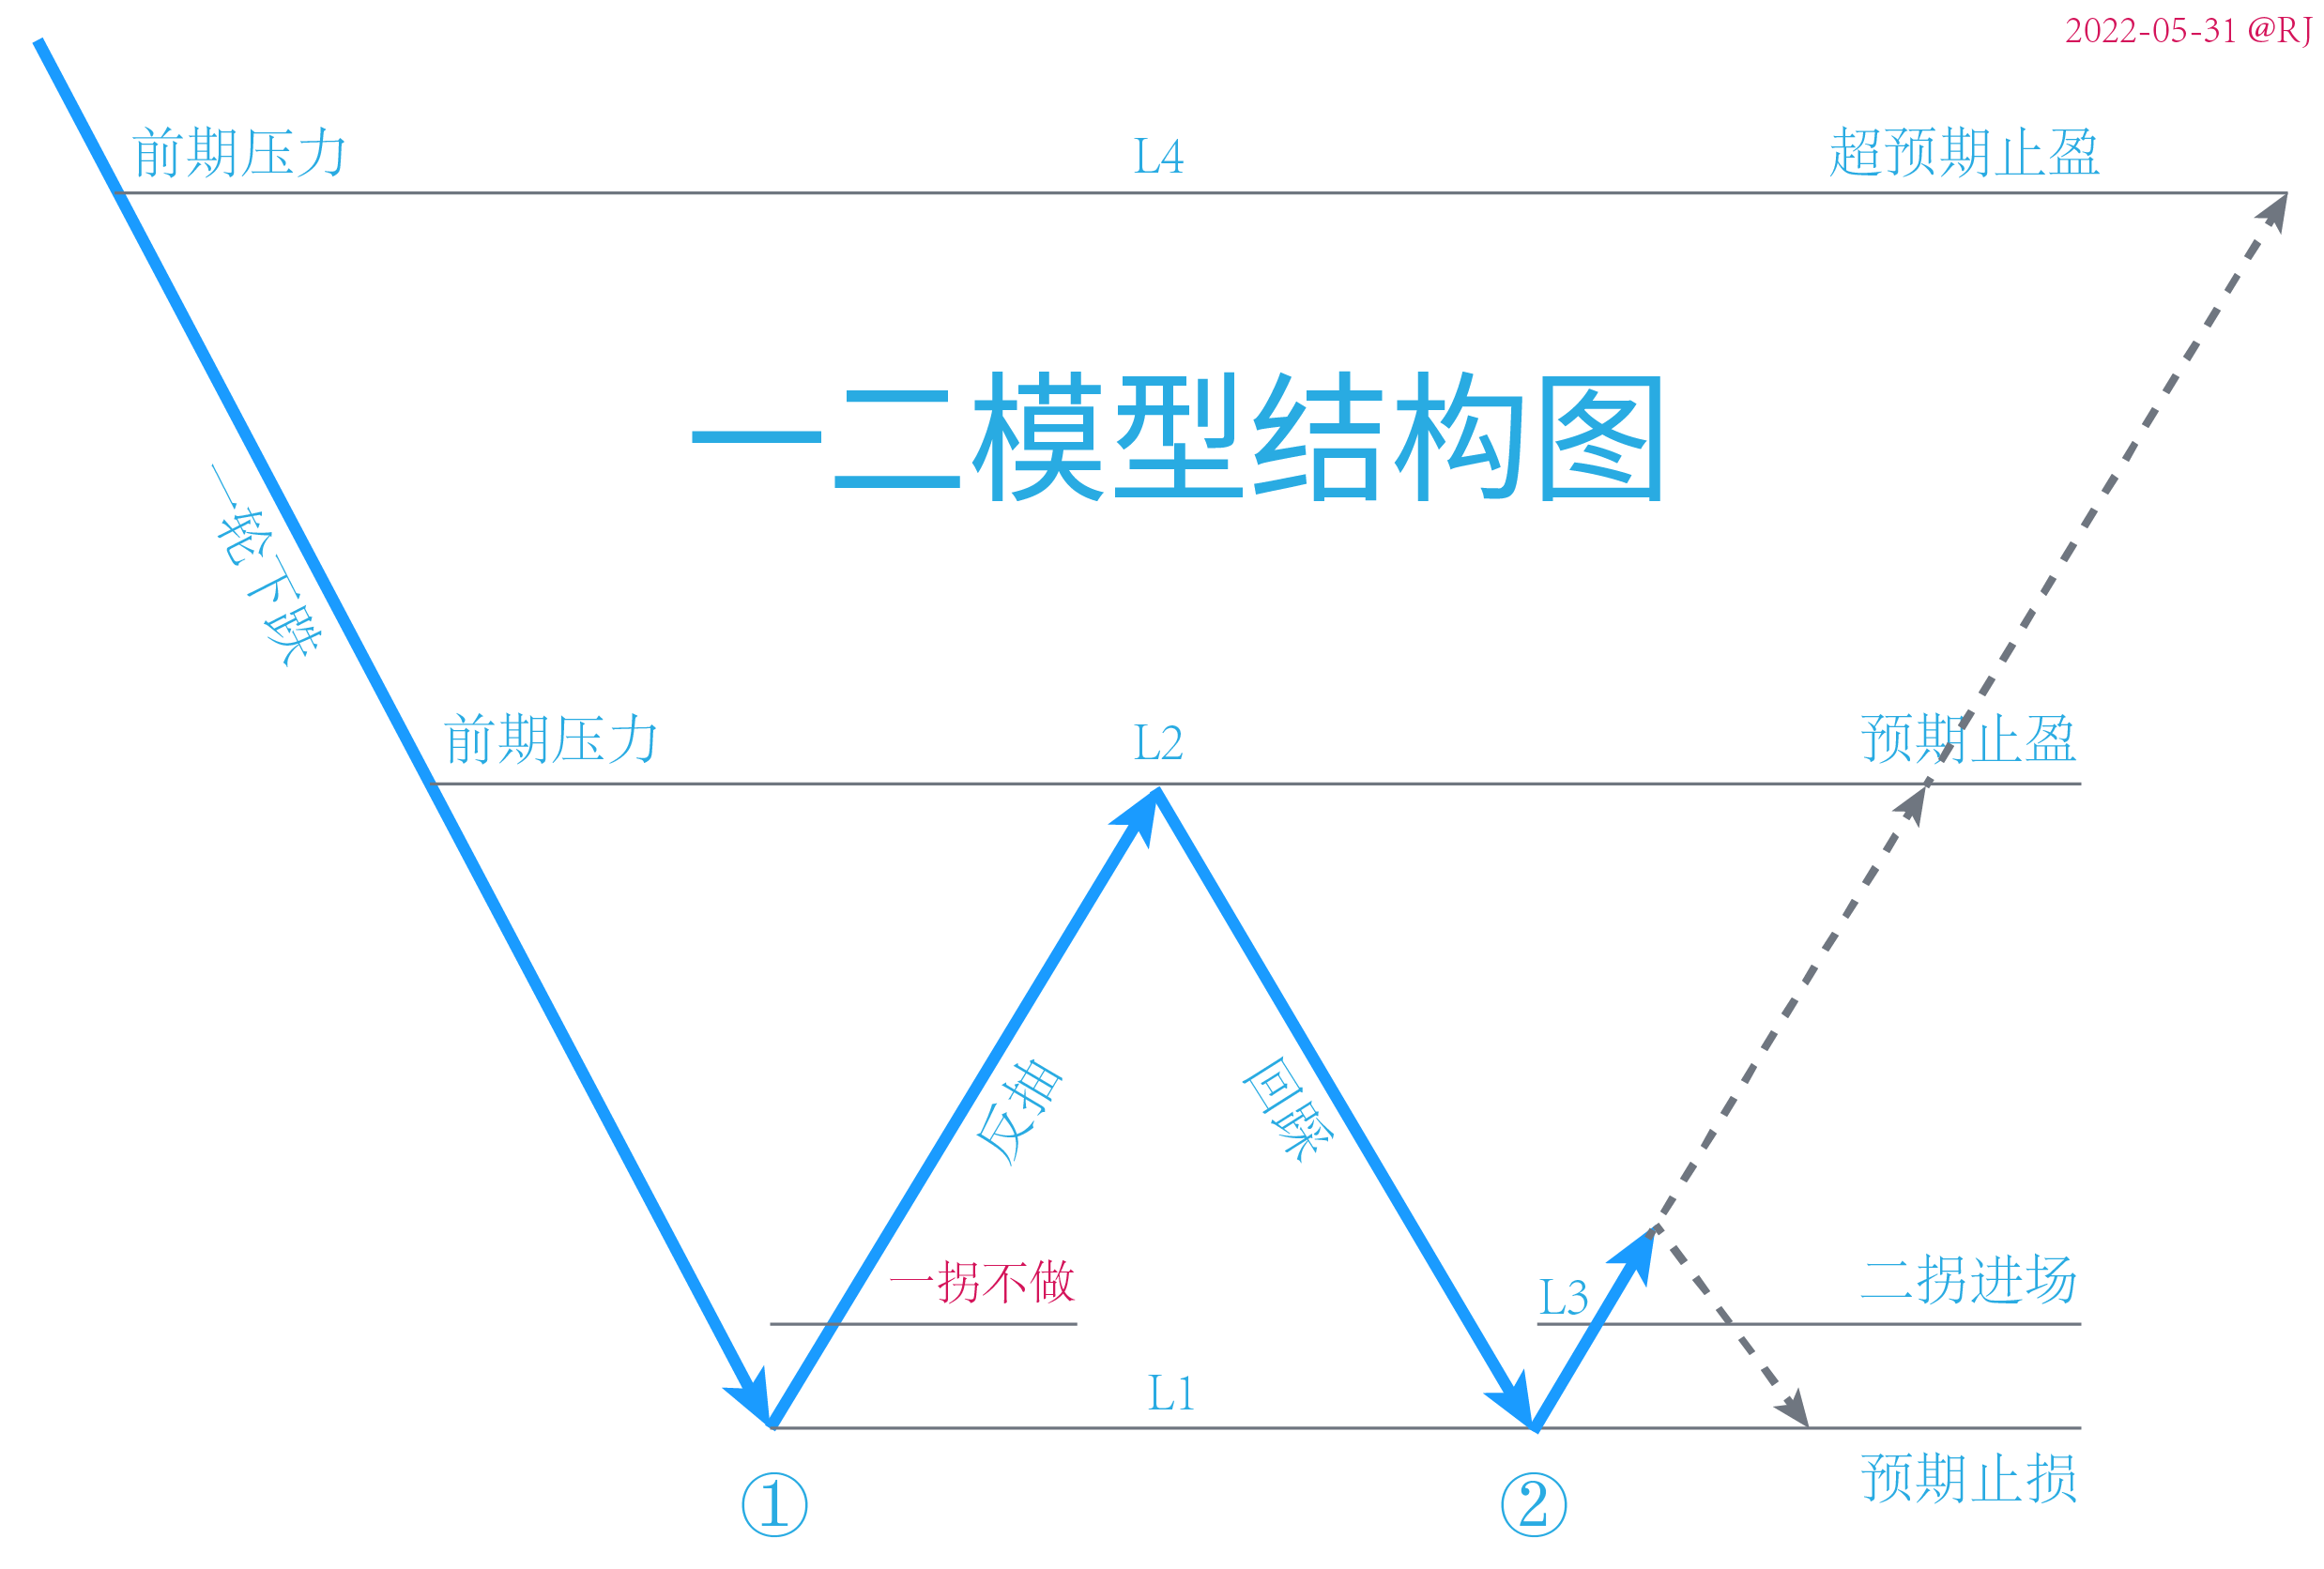 2022-05-31 @RJ
前期压力
L4
超预期止盈
一二模型结构图
一老下跌
前期压力
L2
预期止盈
反弹
回踩
一拐不做
L3
二拐进场
L1
预期止损
①
②